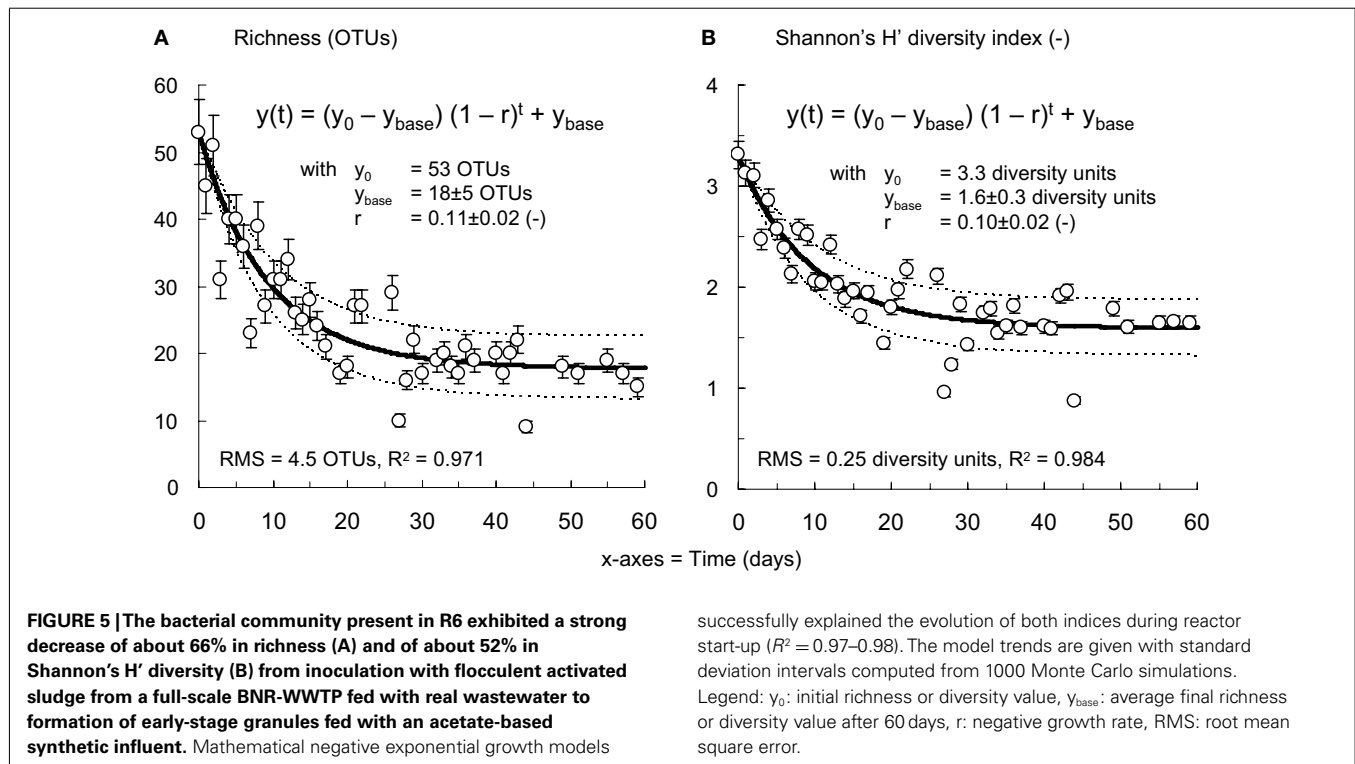 A Richness (OTUs)
60
50
40
30
20
10
0
y(t) = (y0 – ybase) (1 – r)^t + ybase
with y0 = 53 OTUs
ybase = 18±5 OTUs
r = 0.11±0.02 (-)
RMS = 4.5 OTUs, R² = 0.971
0 10 20 30 40 50 60
B Shannon's H' diversity index (-)
4
3
2
1
0
y(t) = (y0 – ybase) (1 – r)^t + ybase
with y0 = 3.3 diversity units
ybase = 1.6±0.3 diversity units
r = 0.10±0.02 (-)
RMS = 0.25 diversity units, R² = 0.984
0 10 20 30 40 50 60
x-axes = Time (days)
FIGURE 5 | The bacterial community present in R6 exhibited a strong
decrease of about 66% in richness (A) and of about 52% in
Shannon's H' diversity (B) from inoculation with flocculent activated
sludge from a full-scale BNR-WWTP fed with real wastewater to
formation of early-stage granules fed with an acetate-based
synthetic influent. Mathematical negative exponential growth models
successfully explained the evolution of both indices during reactor
start-up (R² = 0.97–0.98). The model trends are given with standard
deviation intervals computed from 1000 Monte Carlo simulations.
Legend: y0: initial richness or diversity value, ybase: average final richness
or diversity value after 60 days, r: negative growth rate, RMS: root mean
square error.